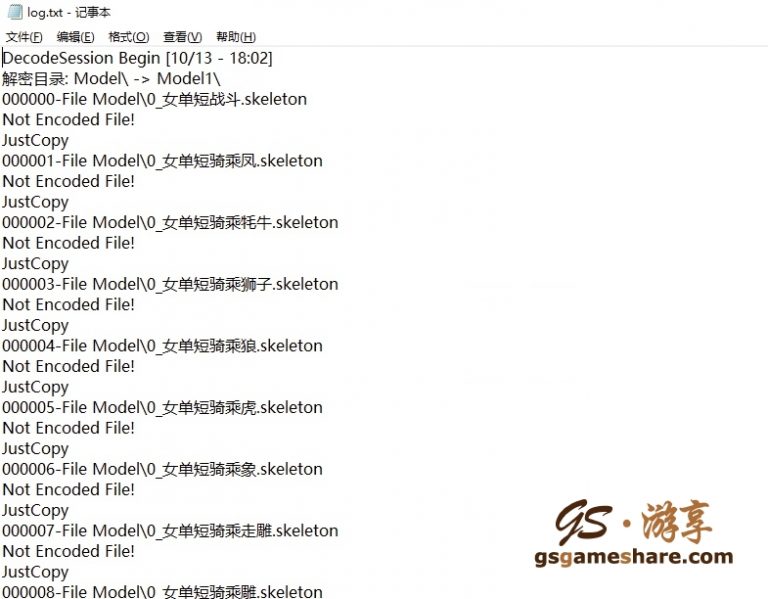 log.txt - 记事本
文件(F) 编辑(E) 格式(O) 查看(V) 帮助(H)
DecodeSession Begin [10/13 - 18:02]
解密目录: Model\ -> Model1\
000000-File Model\0_女单短战斗.skeleton
Not Encoded File!
JustCopy
000001-File Model\0_女单短骑乘凤.skeleton
Not Encoded File!
JustCopy
000002-File Model\0_女单短骑乘牦牛.skeleton
Not Encoded File!
JustCopy
000003-File Model\0_女单短骑乘狮子.skeleton
Not Encoded File!
JustCopy
000004-File Model\0_女单短骑乘狼.skeleton
Not Encoded File!
JustCopy
000005-File Model\0_女单短骑乘虎.skeleton
Not Encoded File!
JustCopy
000006-File Model\0_女单短骑乘象.skeleton
Not Encoded File!
JustCopy
000007-File Model\0_女单短骑乘走雕.skeleton
Not Encoded File!
JustCopy
000008-File Model\0_女单短骑乘雕.skeleton
GS·游享
gsgameshare.com